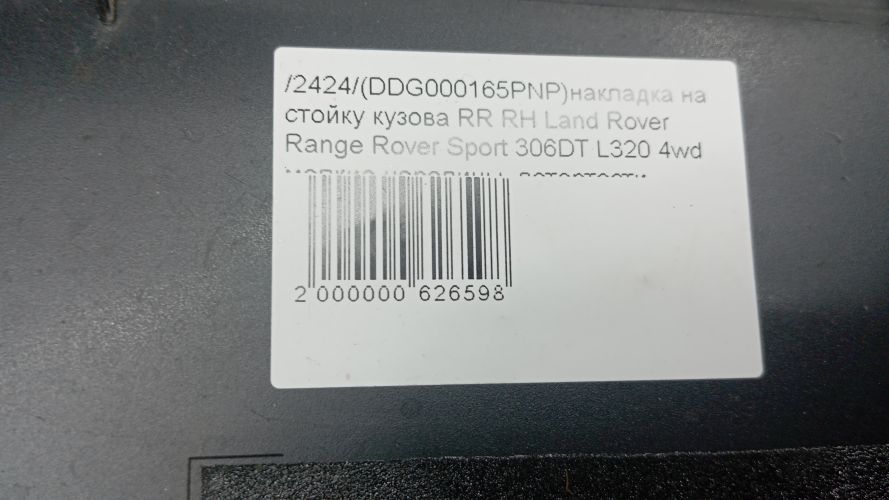 /2424/(DDG000165PNP)накладка на
стойку кузова RR RH Land Rover
Range Rover Sport 306DT L320 4wd
2 000000 626598